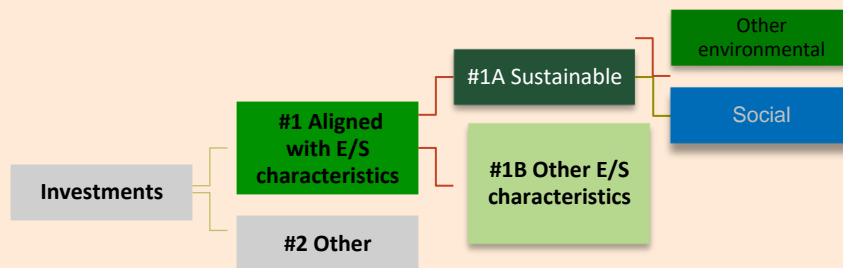 Other
environmental
#1A Sustainable
Social
#1 Aligned
with E/S
characteristics
#1B Other E/S
characteristics
Investments
#2 Other